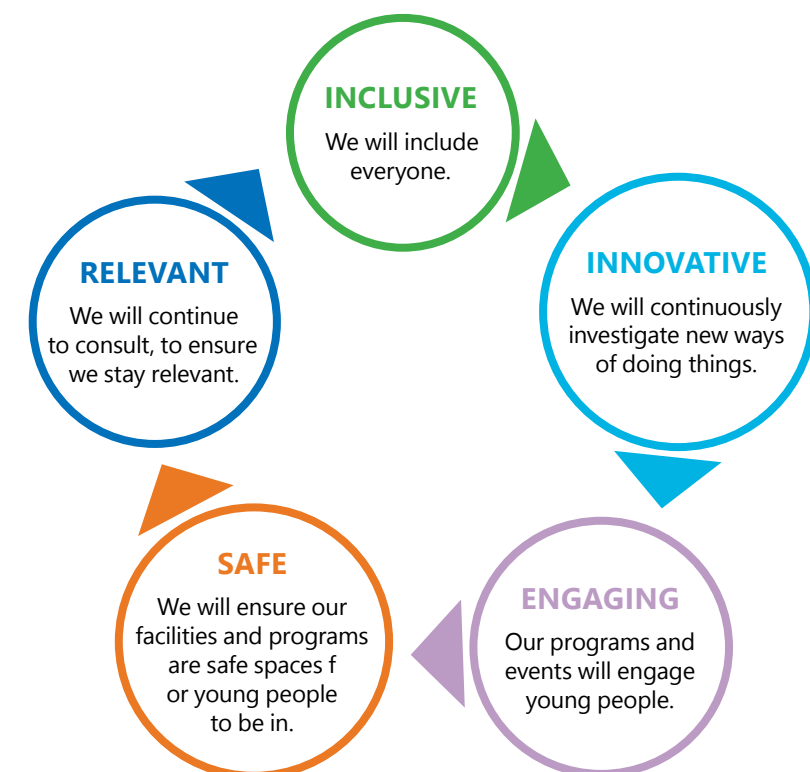 INCLUSIVE
We will include
everyone.
INNOVATIVE
We will continuously
investigate new ways
of doing things.
ENGAGING
Our programs and
events will engage
young people.
SAFE
We will ensure our
facilities and programs
are safe spaces f
or young people
to be in.
RELEVANT
We will continue
to consult, to ensure
we stay relevant.